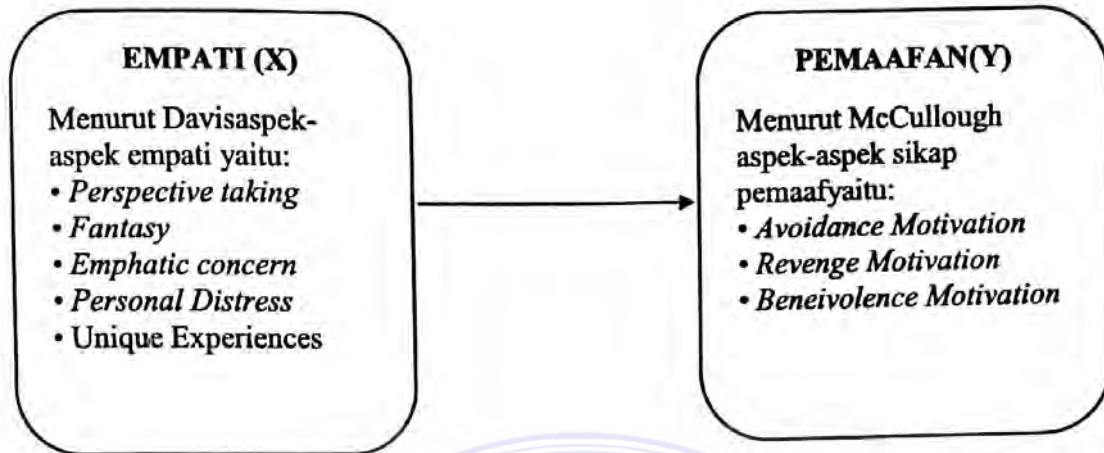 EMPATI (X)
Menurut Davisaspek-
aspek empati yaitu:
• Perspective taking
• Fantasy
• Emphatic concern
• Personal Distress
• Unique Experiences
PEMAAFAN(Y)
Menurut McCullough
aspek-aspek sikap
pemaafyaitu:
• Avoidance Motivation
• Revenge Motivation
• Beneivolence Motivation